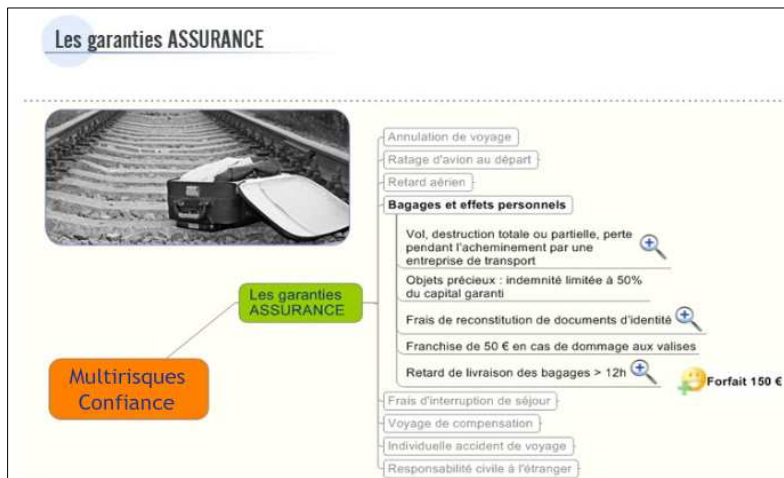 Les garanties ASSURANCE
Annulation de voyage
Ratage d'avion au départ
Retard aérien
Bagages et effets personnels
Vol, destruction totale ou partielle, perte
pendant l'acheminement par une
entreprise de transport
Objets précieux : indemnité limitée à 50%
du capital garanti
Les garanties
ASSURANCE
Frais de reconstitution de documents d'identité
Franchise de 50 € en cas de dommage aux valises
Multirisques
Confiance
Retard de livraison des bagages > 12h
Forfait 150 €
Frais d'interruption de séjour
Voyage de compensation
Individuelle accident de voyage
Responsabilité civile à l'étranger